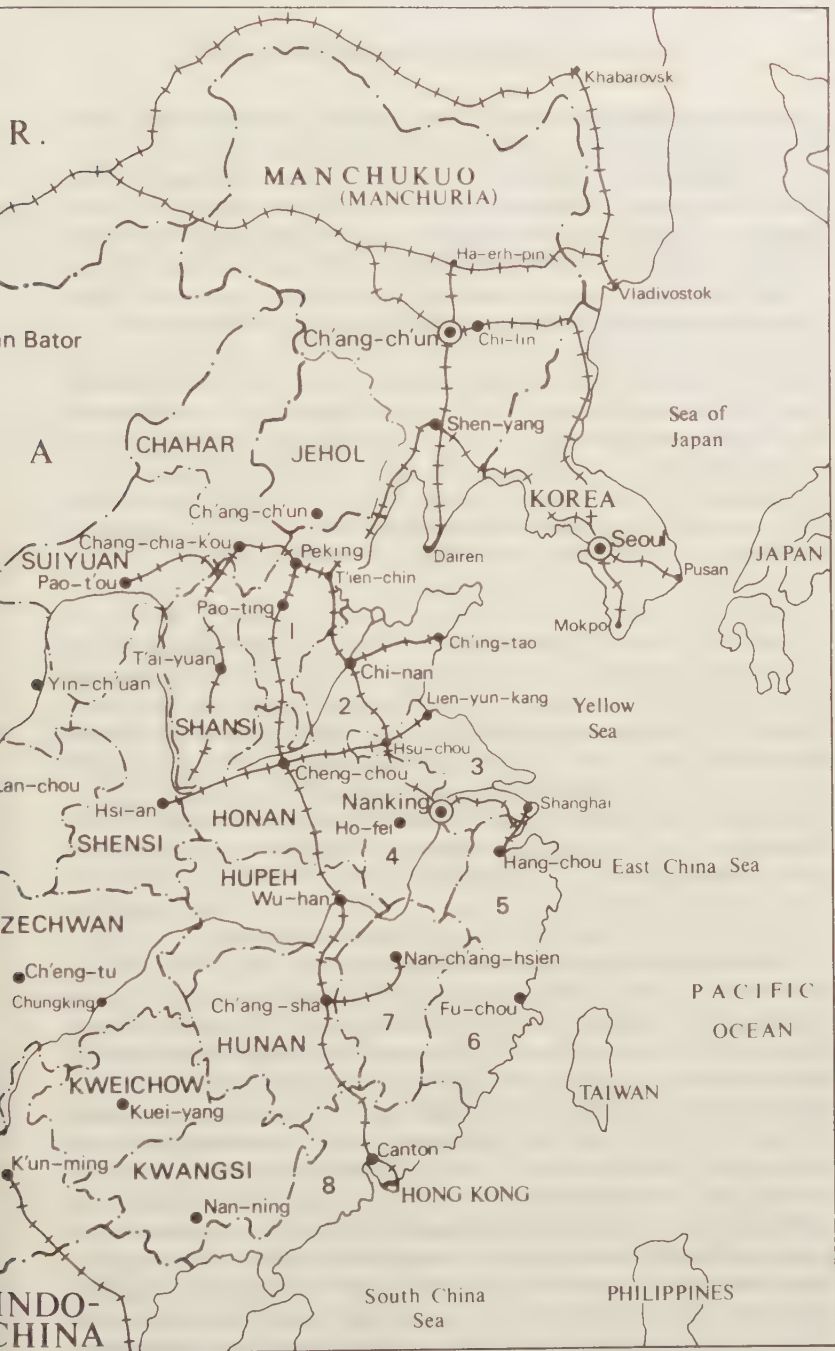 Khabarovsk
R.
MANCHUKUO
(MANCHURIA)
Ha-erh-pin
Vladivostok
n Bator
Ch'ang-ch'un
Chi-lin
Sea of
Japan
Shen-yang
A
CHAHAR
JEHOL
KOREA
Ch'ang-ch'un
Chang-chia-k'ou
Peking
Seoul
JAPAN
SUIYUAN
Dairen
Pao-t'ou
T'ien-chin
Pusan
Pao-ting
1
Mokpo
Ch'ing-tao
T'ai-yuan
Chi-nan
Yin-ch'uan
Lien-yun-kang
Yellow
Sea
2
SHANSI
Hsu-chou
3
Cheng-chou
an-chou
Nanking
Shanghai
Hsi-an
HONAN
Ho-fei
SHENSI
4
Hang-chou
East China Sea
HUPEH
Wu-han
5
ZECHWAN
Nan-ch'ang-hsien
Ch'eng-tu
PACIFIC
OCEAN
Chungking
Ch'ang-sha
Fu-chou
7
6
HUNAN
KWEICHOW
TAIWAN
Kuei-yang
Canton
K'un-ming
KWANGSI
8
HONG KONG
Nan-ning
INDO-
CHINA
South China
Sea
PHILIPPINES